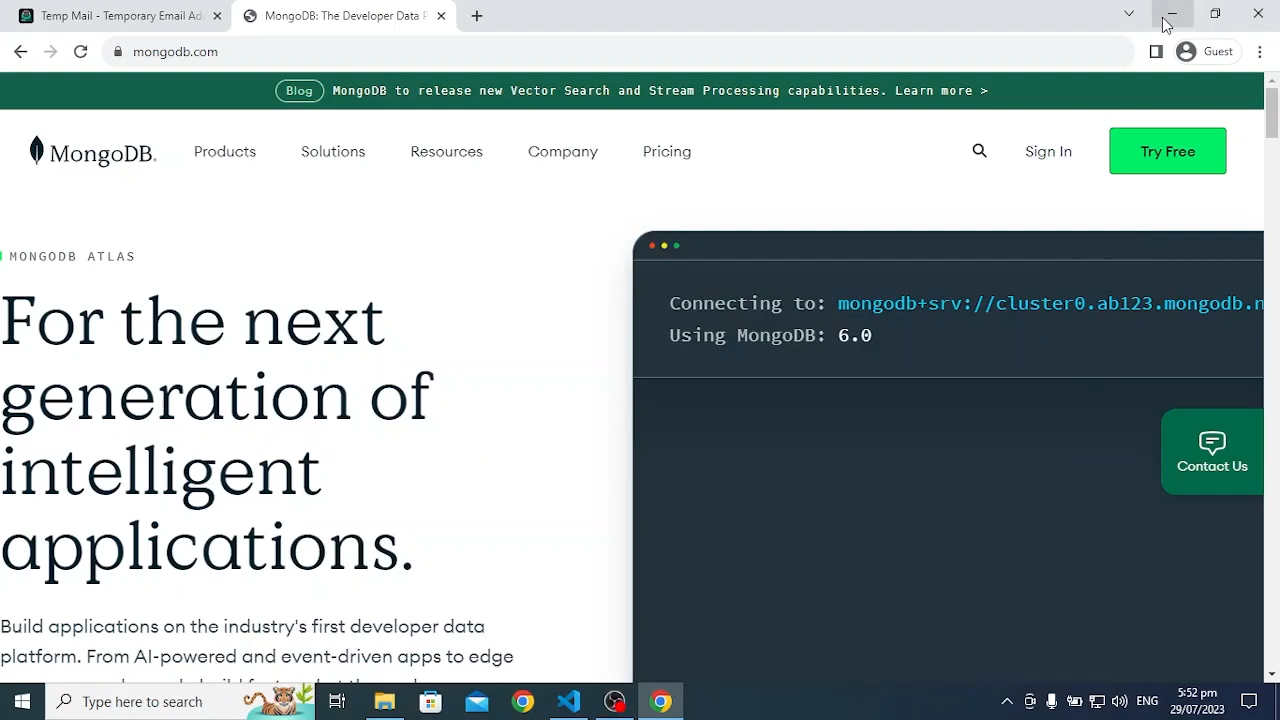 Temp Mail - Temporary Email Ad
MongoDB: The Developer Data P
mongodb.com
Guest
Blog
MongoDB to release new Vector Search and Stream Processing capabilities. Learn more >
MongoDB.
Products
Solutions
Resources
Company
Pricing
Sign In
Try Free
MONGODB ATLAS
For the next
generation of
intelligent
applications.
Connecting to: mongodb+srv://cluster0.ab123.mongodb.n
Using MongoDB: 6.0
Contact Us
Build applications on the industry's first developer data
platform. From AI-powered and event-driven apps to edge
Type here to search
ENG
5:52 pm
29/07/2023